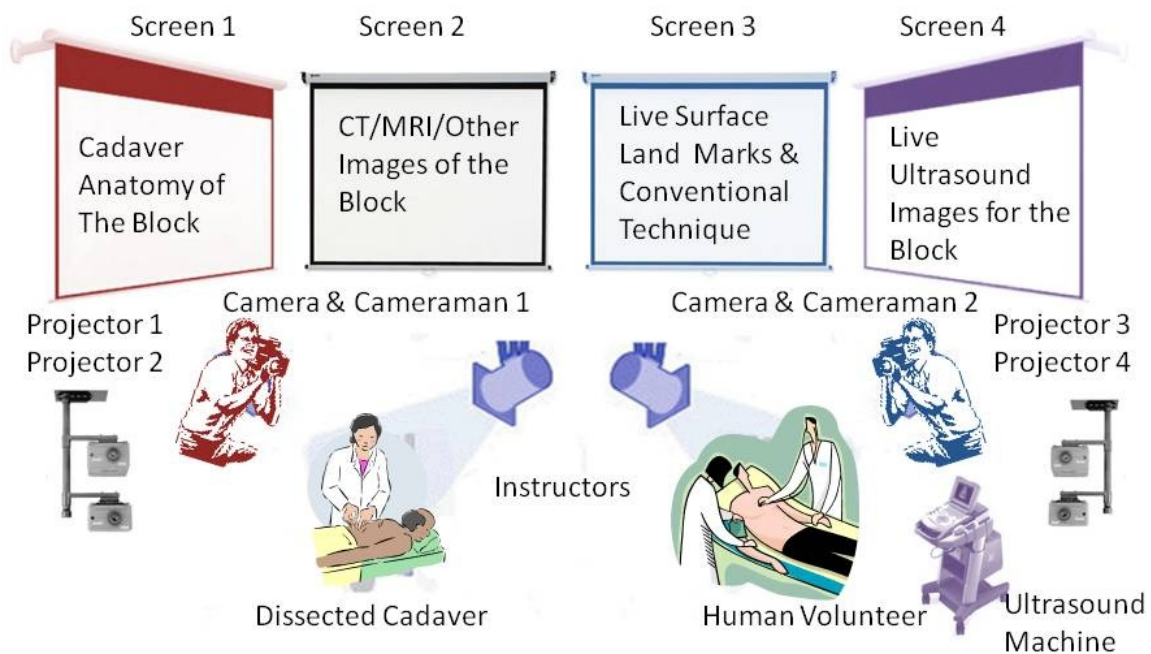 Screen 1
Screen 2
Screen 3
Screen 4
Cadaver
Anatomy of
The Block
CT/MRI/Other
Images of the
Block
Live Surface
Land Marks &
Conventional
Technique
Live
Ultrasound
Images for the
Block
Camera & Cameraman 1
Camera & Cameraman 2
Projector 1
Projector 2
Projector 3
Projector 4
Instructors
Dissected Cadaver
Human Volunteer
Ultrasound
Machine